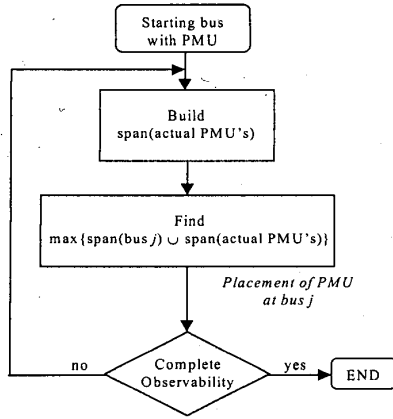 Starting bus
with PMU
Build
span(actual PMU's)
Find
max{span(bus j) ∪ span(actual PMU's)}
Placement of PMU
at bus j
no
Complete
Observability
yes
END